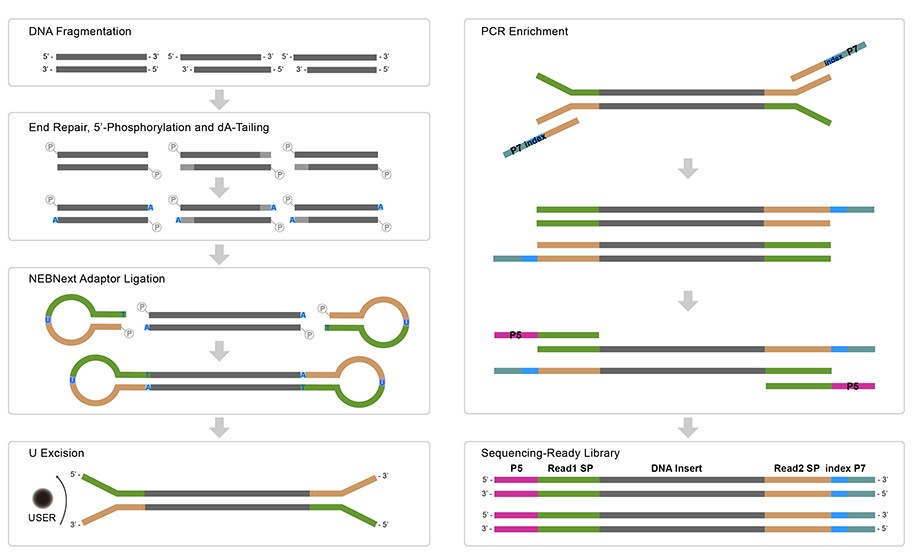 DNA Fragmentation
5' - - 3' 5' - - 3' 5' - - 3'
3' - - 5' 3' - - 5' 3' - - 5'
End Repair, 5'-Phosphorylation and dA-Tailing
P P P
P P P
P A P A P A
A P A P A P
NEBNext Adaptor Ligation
T P A P
U P A P T U
T A
U A T U
U Excision
5' - - 3'
USER
3' - - 5'
PCR Enrichment
index P7
P7 index
P5
P5
Sequencing-Ready Library
P5 Read1 SP DNA Insert Read2 SP index P7
5' - - 3'
3' - - 5'
5' - - 3'
3' - - 5'